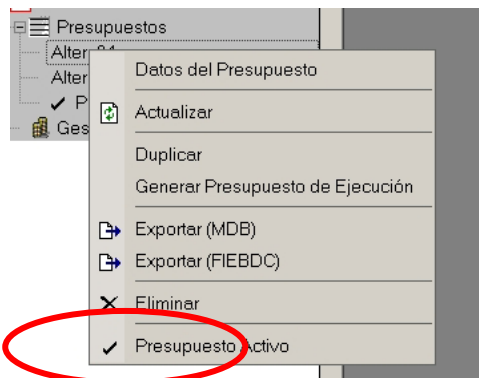 Presupuestos
Alter
Datos del Presupuesto
Alter
P
Actualizar
Ges
Duplicar
Generar Presupuesto de Ejecución
Exportar (MDB)
Exportar (FIEBDC)
Eliminar
Presupuesto Activo